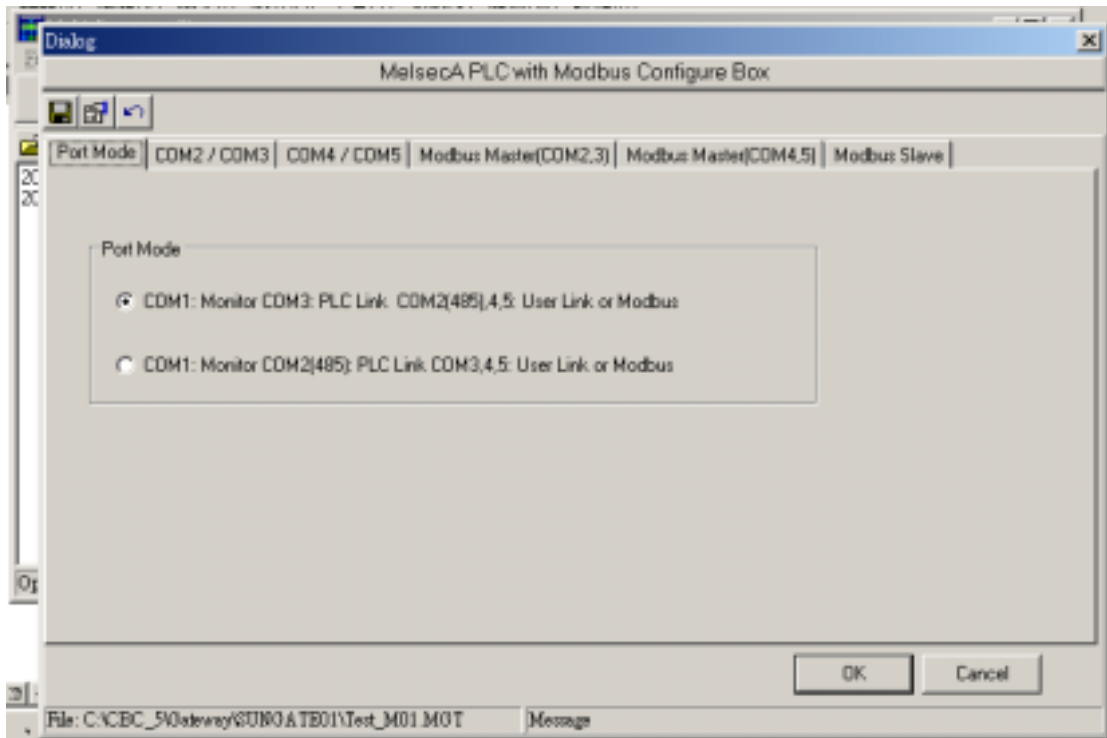 Dialog
MelsecA PLC with Modbus Configure Box
Port Mode COM2 / COM3 COM4 / COM5 Modbus Master(COM2,3) Modbus Master(COM4,5) Modbus Slave
Port Mode
COM1: Monitor COM3: PLC Link COM2(485),4,5: User Link or Modbus
COM1: Monitor COM2(485): PLC Link COM3,4,5: User Link or Modbus
OK Cancel
File: C:\CBC_5\Gateway\SUNGATE01\Test_M01.MGT Message